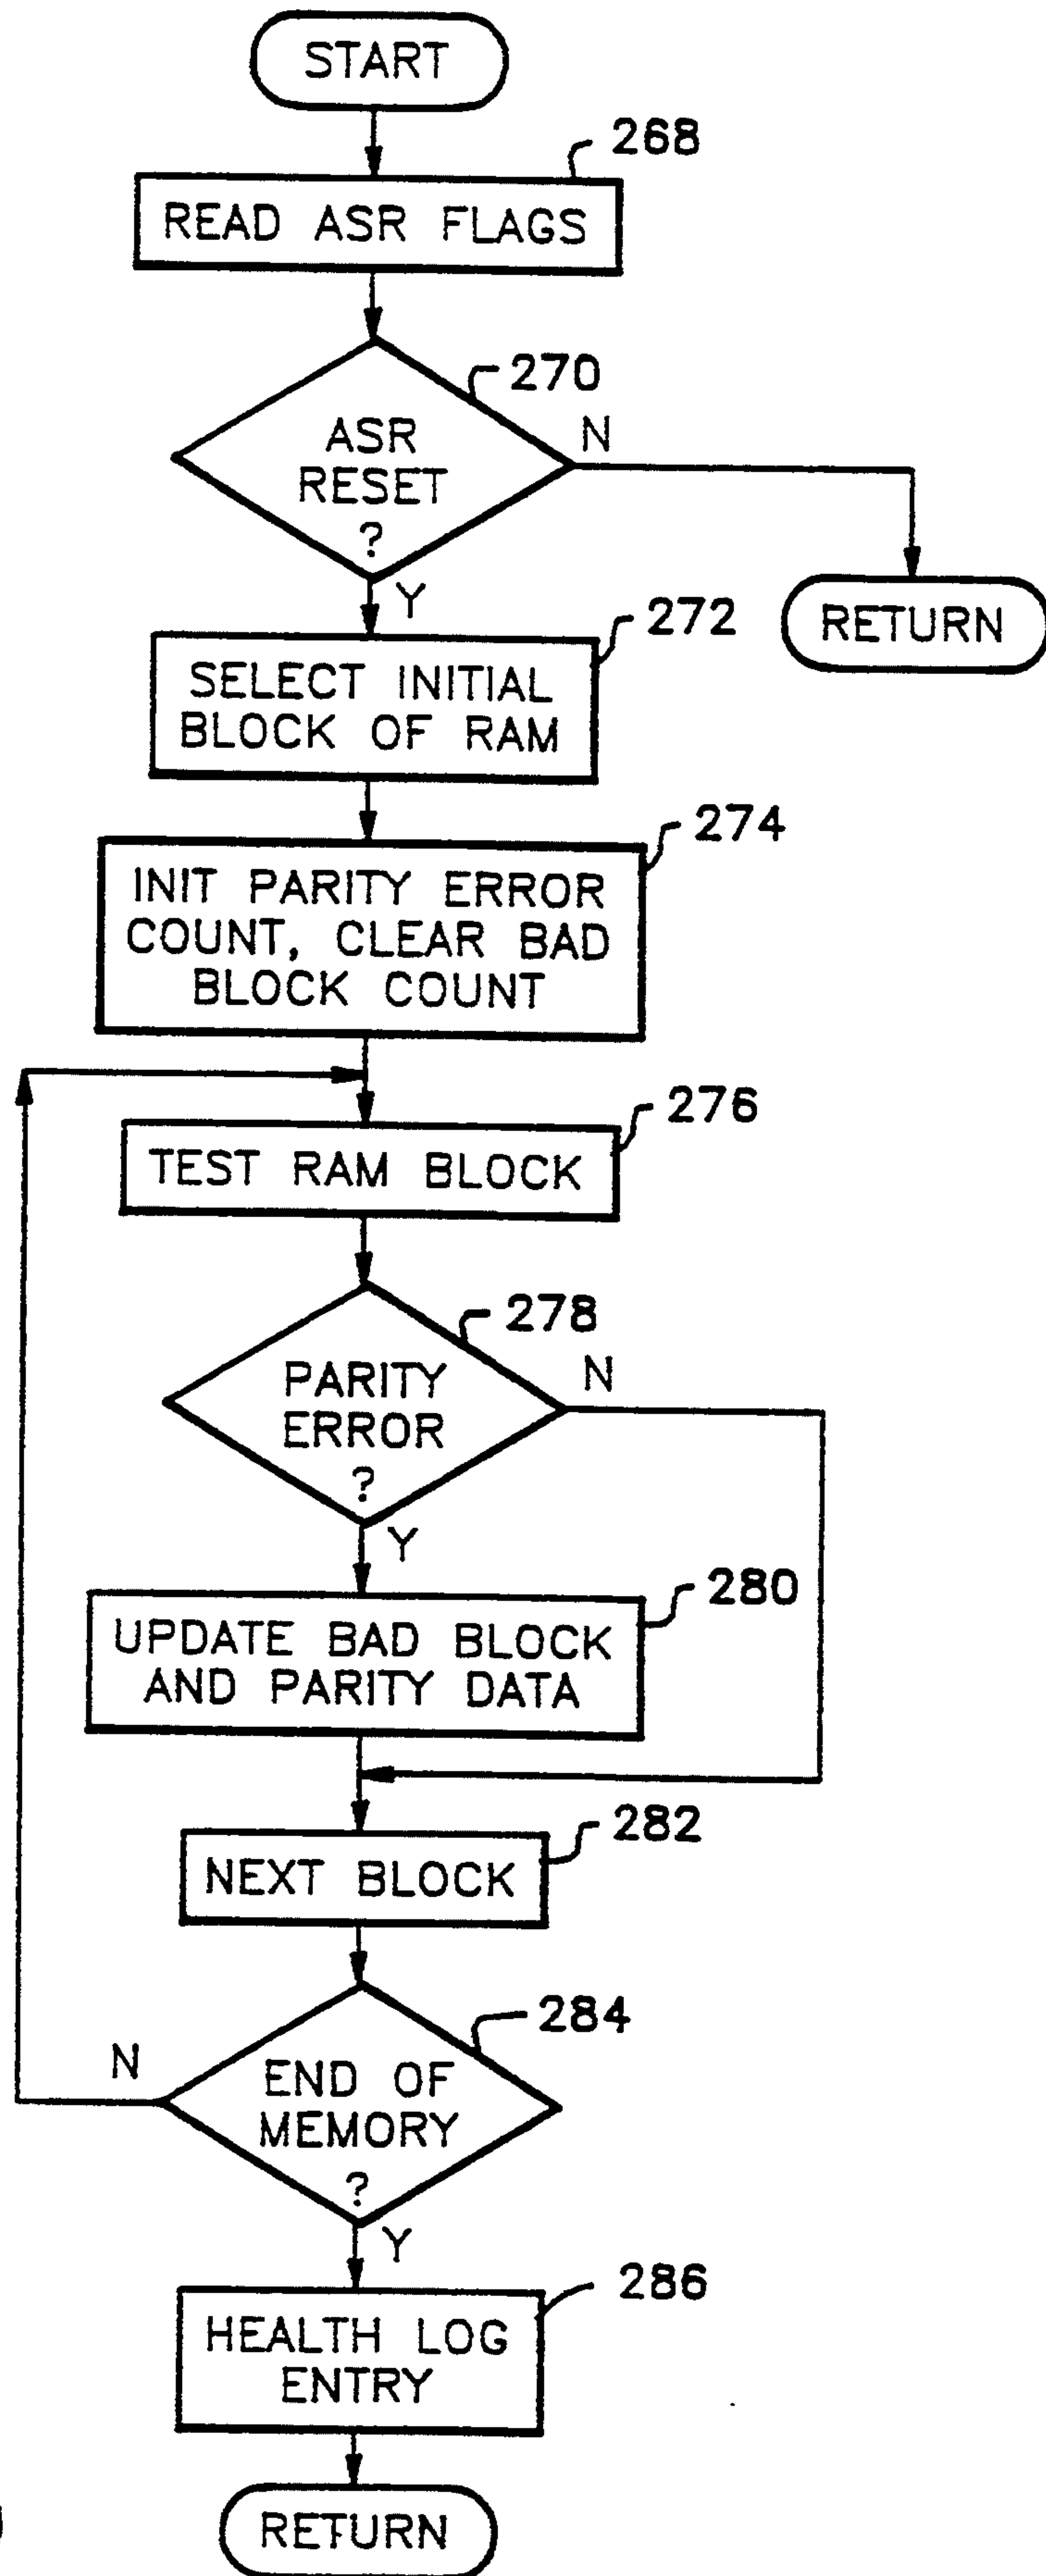 START
268
READ ASR FLAGS
270
ASR
RESET
?
N
Y
RETURN
272
SELECT INITIAL
BLOCK OF RAM
274
INIT PARITY ERROR
COUNT, CLEAR BAD
BLOCK COUNT
276
TEST RAM BLOCK
278
PARITY
ERROR
?
N
Y
280
UPDATE BAD BLOCK
AND PARITY DATA
282
NEXT BLOCK
284
END OF
MEMORY
?
N
Y
286
HEALTH LOG
ENTRY
RETURN